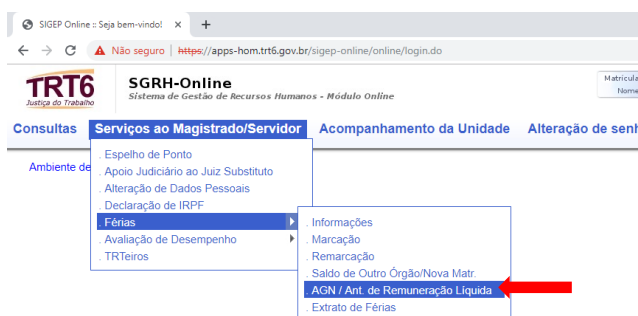 SIGEP Online :: Seja bem-vindo! × +
Não seguro | https://apps-hom.trt6.gov.br/sigep-online/online/login.do
TRT6
Justiça do Trabalho
SGRH-Online
Sistema de Gestão de Recursos Humanos - Módulo Online
Matrícula
Nome
Consultas Serviços ao Magistrado/Servidor Acompanhamento da Unidade Alteração de senh
Ambiente de
. Espelho de Ponto
. Apoio Judiciário ao Juiz Substituto
. Alteração de Dados Pessoais
. Declaração de IRPF
. Férias
. Avaliação de Desempenho
. TRTeiros
. Informações
. Marcação
. Remarcação
. Saldo de Outro Órgão/Nova Matr.
. AGN / Ant. de Remuneração Líquida
. Extrato de Férias